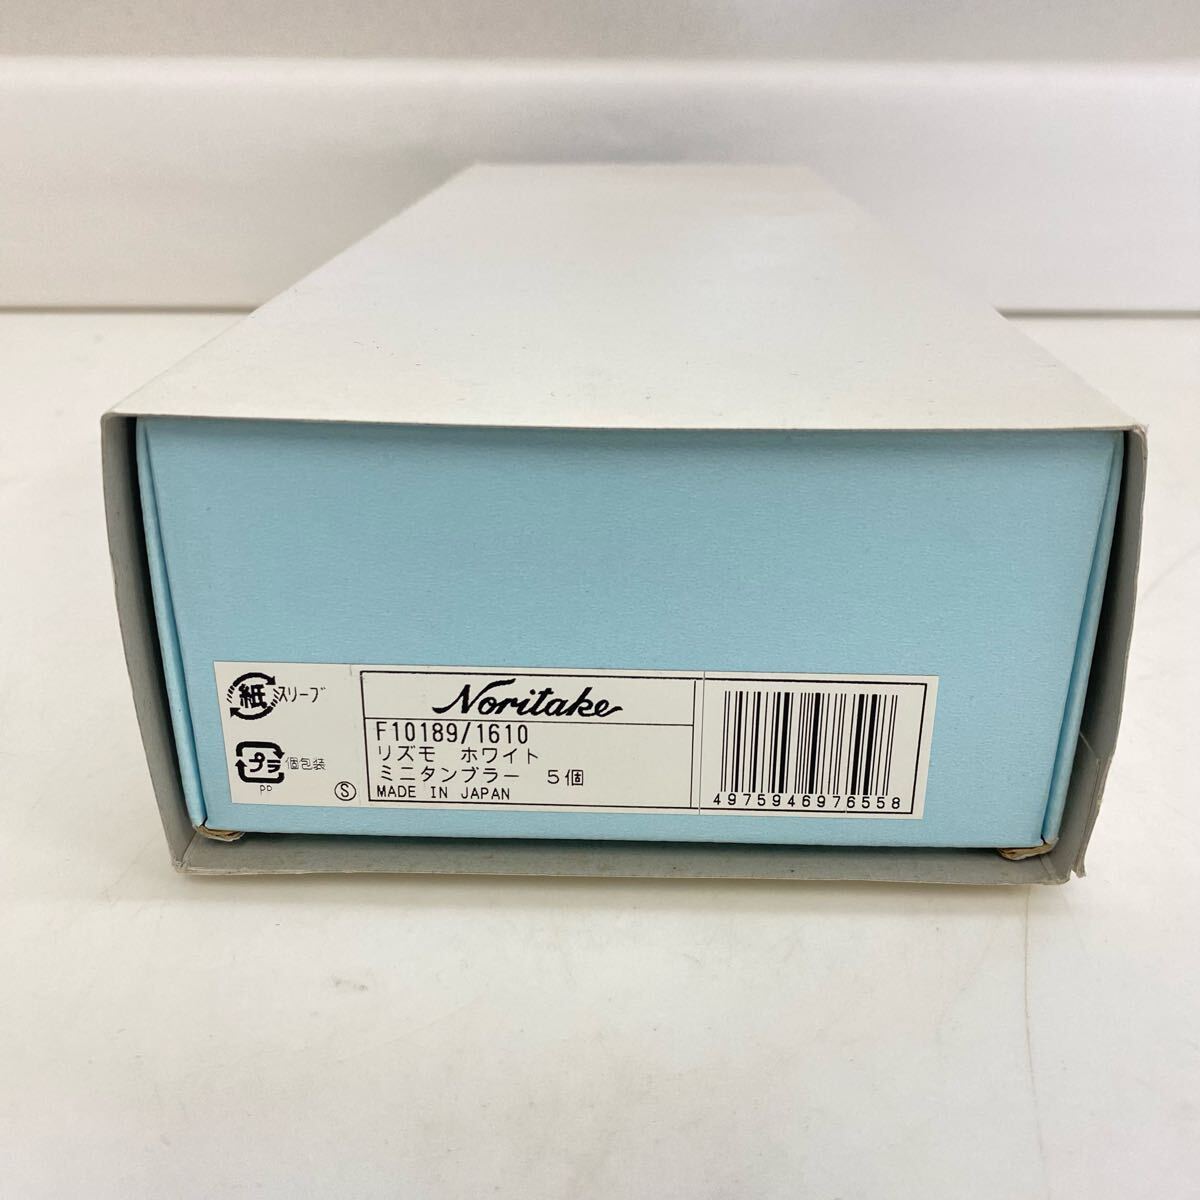 紙 スリーブ
プラ 個包装
PP
Ⓢ
Noritake
F10189/1610
リズモ ホワイト
ミニタンブラー 5個
MADE IN JAPAN
4975946976558